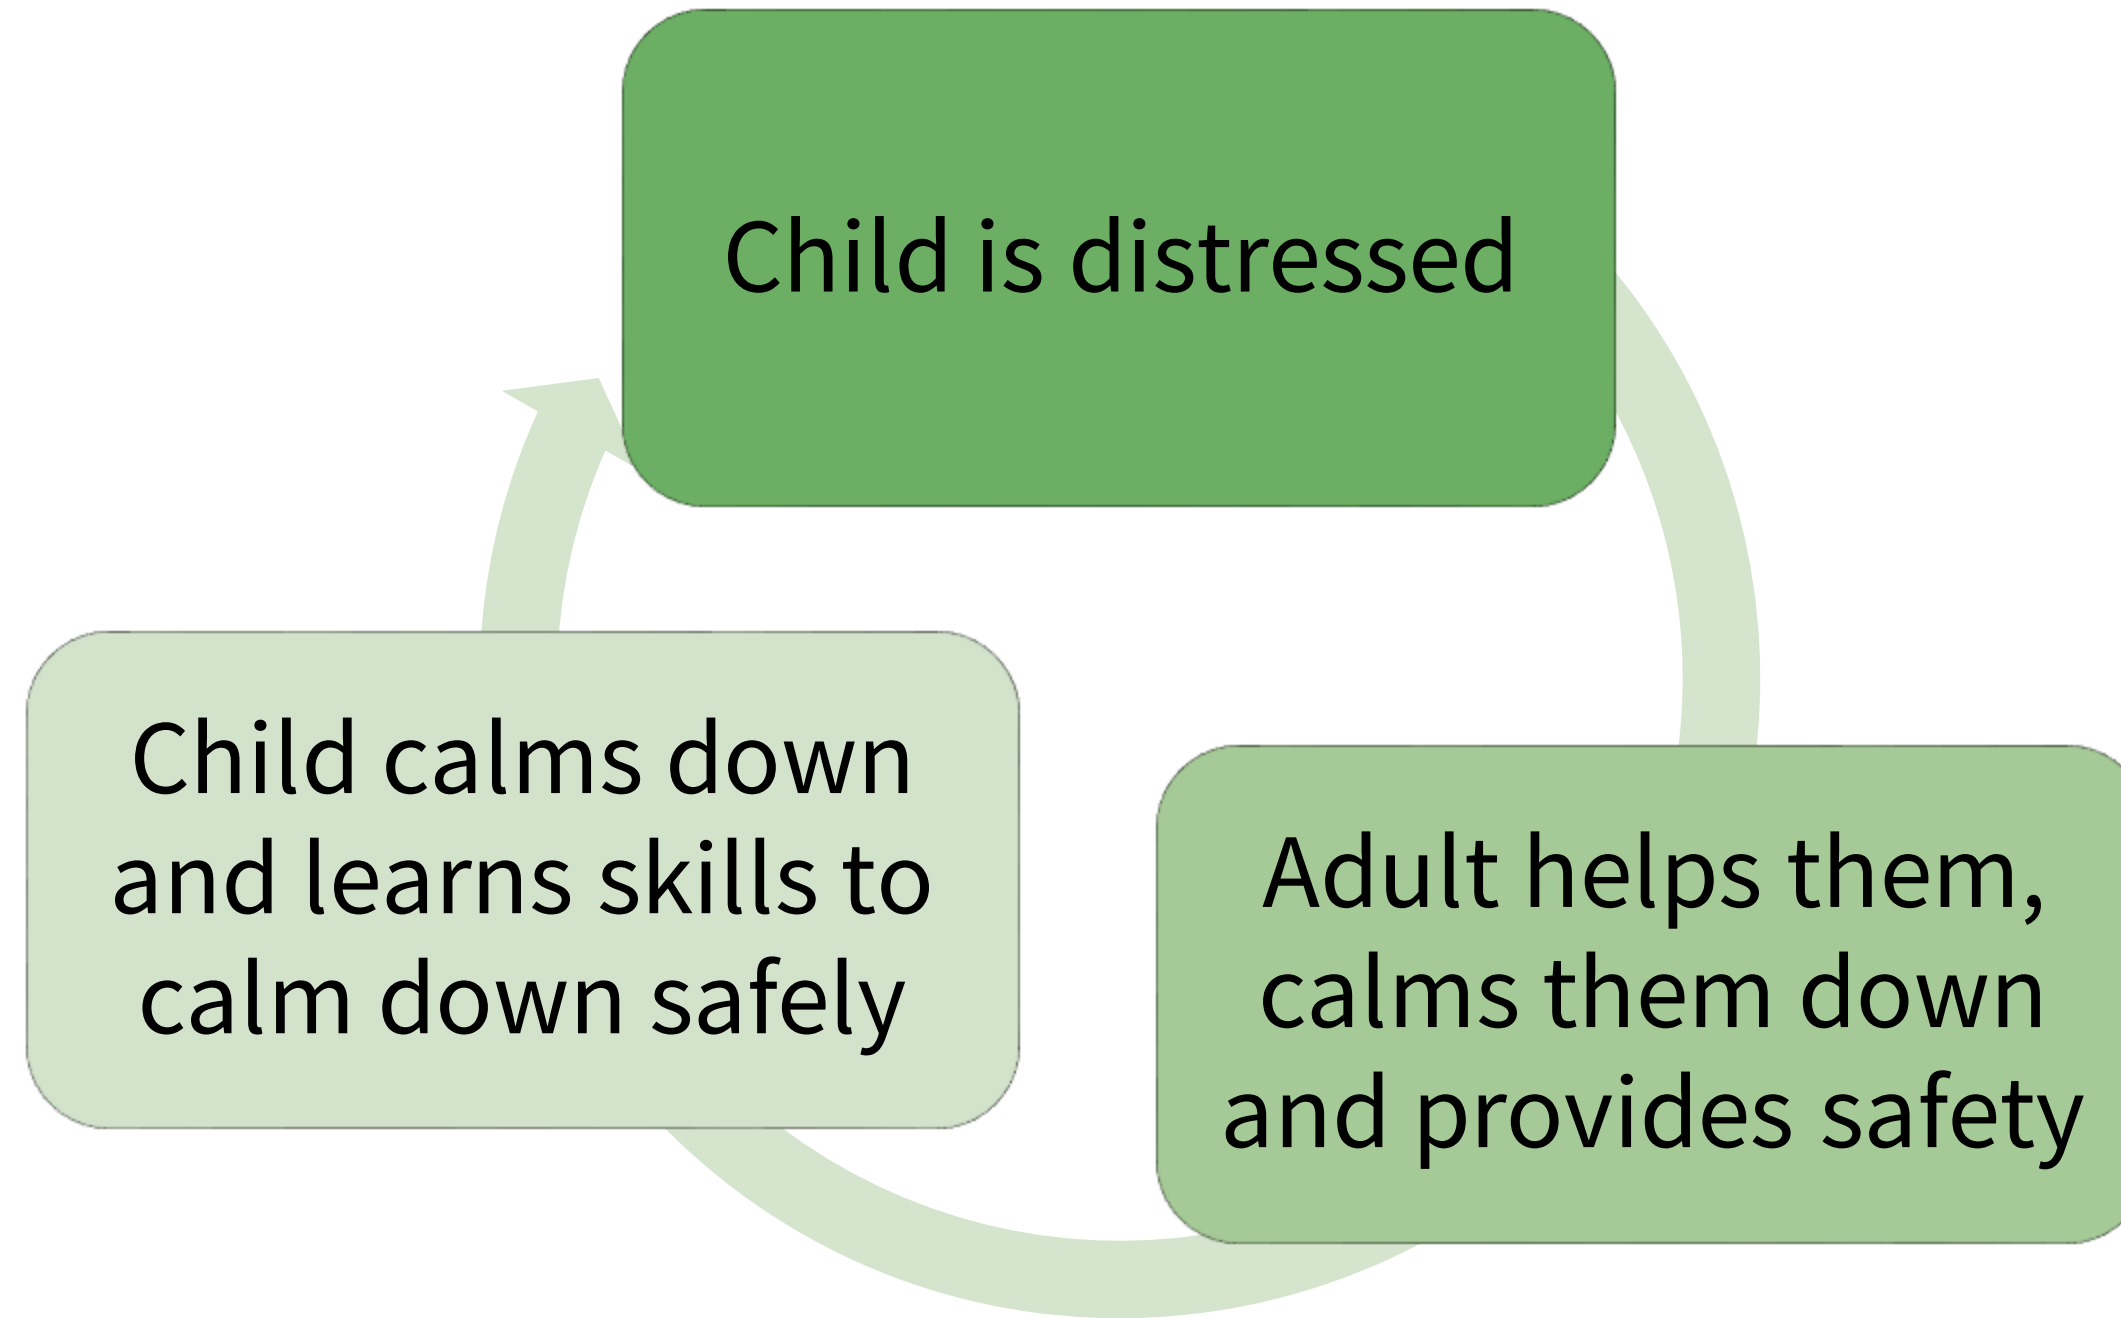 Child is distressed
Adult helps them,
calms them down
and provides safety
Child calms down
and learns skills to
calm down safely